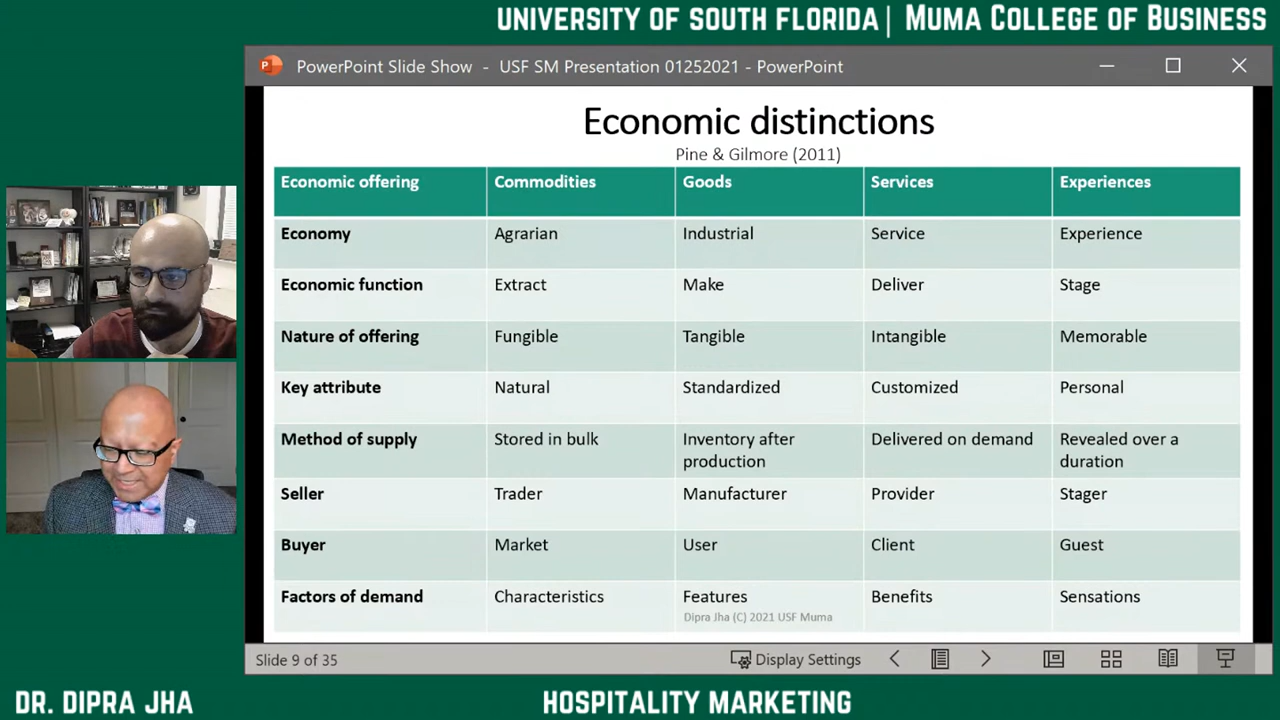 UNIVERSITY OF SOUTH FLORIDA| MUMA COLLEGE OF BUSINESS
PowerPoint Slide Show - USF SM Presentation 01252021 - PowerPoint
Economic distinctions
Pine & Gilmore (2011)
Economic offering Commodities Goods Services Experiences
Economy Agrarian Industrial Service Experience
Economic function Extract Make Deliver Stage
Nature of offering Fungible Tangible Intangible Memorable
Key attribute Natural Standardized Customized Personal
Method of supply Stored in bulk Inventory after Delivered on demand Revealed over a
production duration
Seller Trader Manufacturer Provider Stager
Buyer Market User Client Guest
Factors of demand Characteristics Features Benefits Sensations
Dipra Jha (C) 2021 USF Muma
Slide 9 of 35 Display Settings
DR. DIPRA JHA HOSPITALITY MARKETING